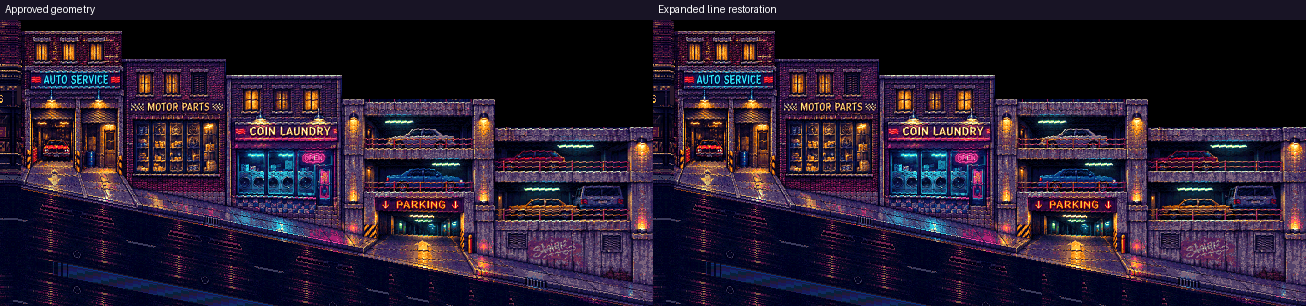 Approved geometry
Expanded line restoration
AUTO SERVICE
MOTOR PARTS
COIN LAUNDRY
OPEN
↓ PARKING ↓
AUTO SERVICE
MOTOR PARTS
COIN LAUNDRY
OPEN
↓ PARKING ↓